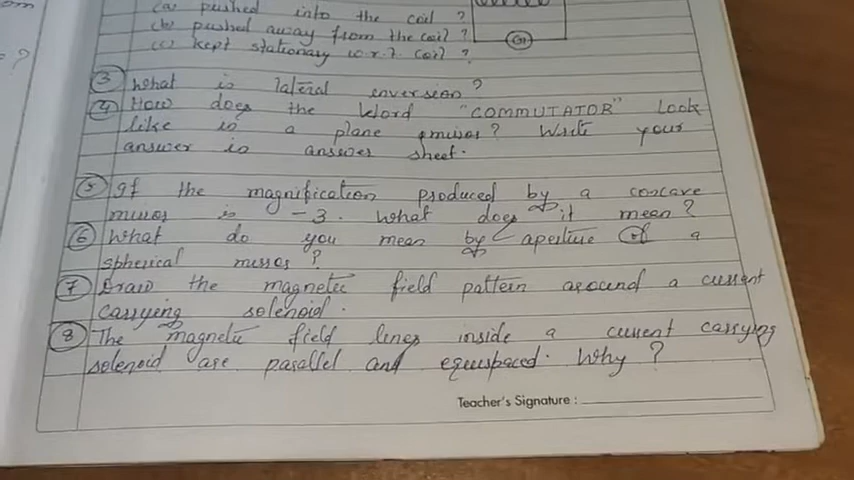 (a) pushed into the coil ?
(b) pushed away from the coil ?
(c) kept stationary w.r.t. coil ?
G
= ?
③ What is lateral inversion ?
④ How does the Word "COMMUTATOR" Look
like in a plane mirror? Write your
answer in answer sheet.
⑤ If the magnification produced by a concave
mirror is -3. What does it mean ?
⑥ What do you mean by aperture of a
spherical mirror ?
⑦ Draw the magnetic field pattern around a current
carrying solenoid.
⑧ The magnetic field lines inside a current carrying
solenoid are parallel and equispaced. Why ?
Teacher's Signature :